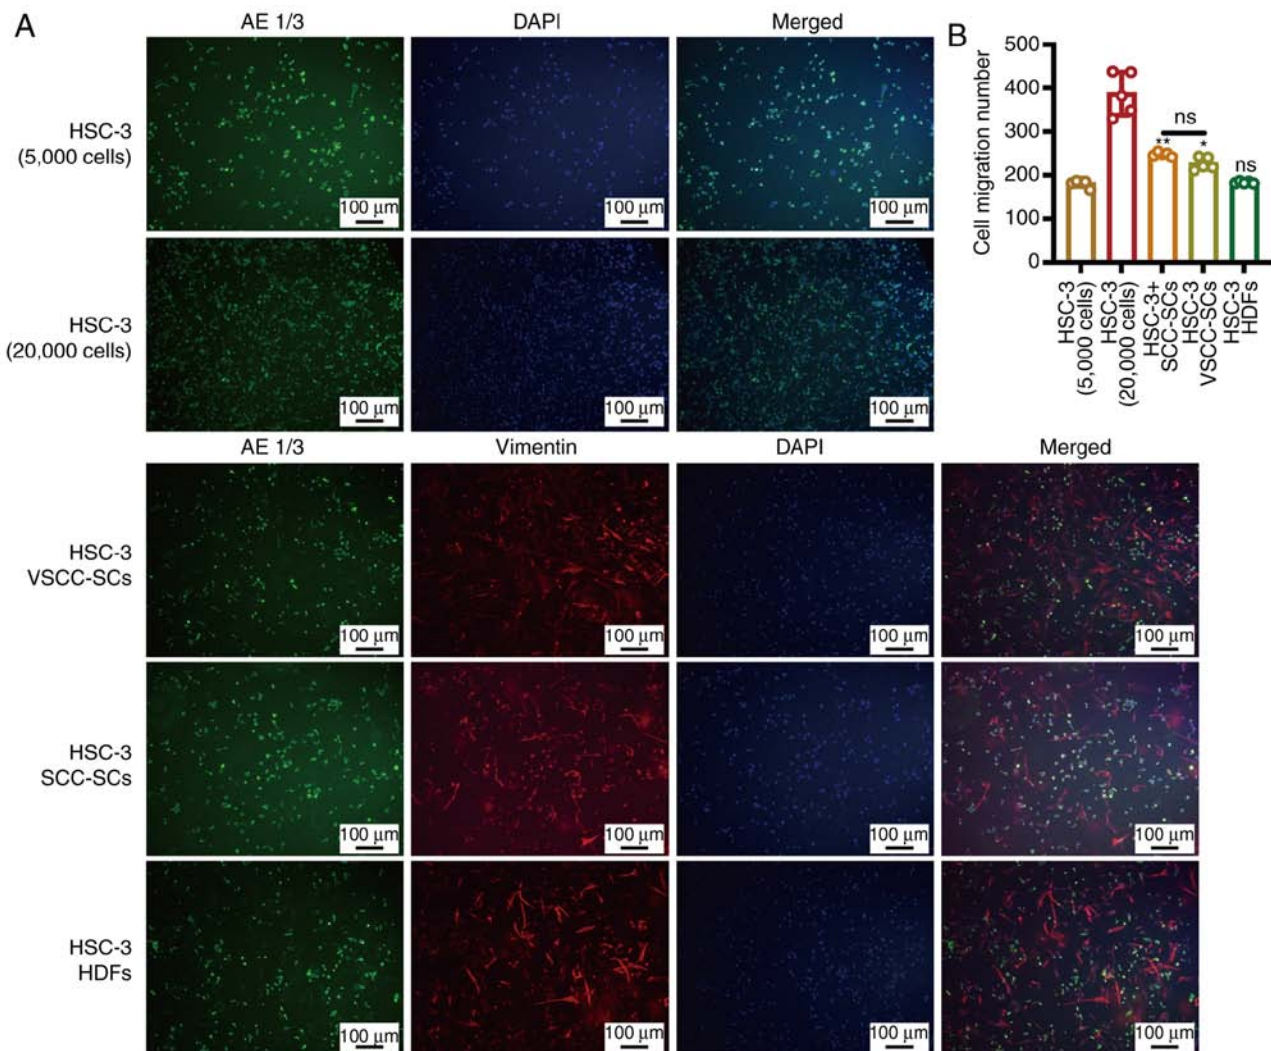 A
AE 1/3
DAPI
Merged
HSC-3
(5,000 cells)
100 μm
100 μm
100 μm
HSC-3
(20,000 cells)
100 μm
100 μm
100 μm
AE 1/3
Vimentin
DAPI
Merged
HSC-3
VSCC-SCs
100 μm
100 μm
100 μm
100 μm
HSC-3
SCC-SCs
100 μm
100 μm
100 μm
100 μm
HSC-3
HDFs
100 μm
100 μm
100 μm
100 μm
B
Cell migration number
500
400
300
200
100
0
ns
**
*
ns
HSC-3
(5,000 cells)
HSC-3
(20,000 cells)
HSC-3+
SCC-SCs
HSC-3
VSCC-SCs
HSC-3
HDFs